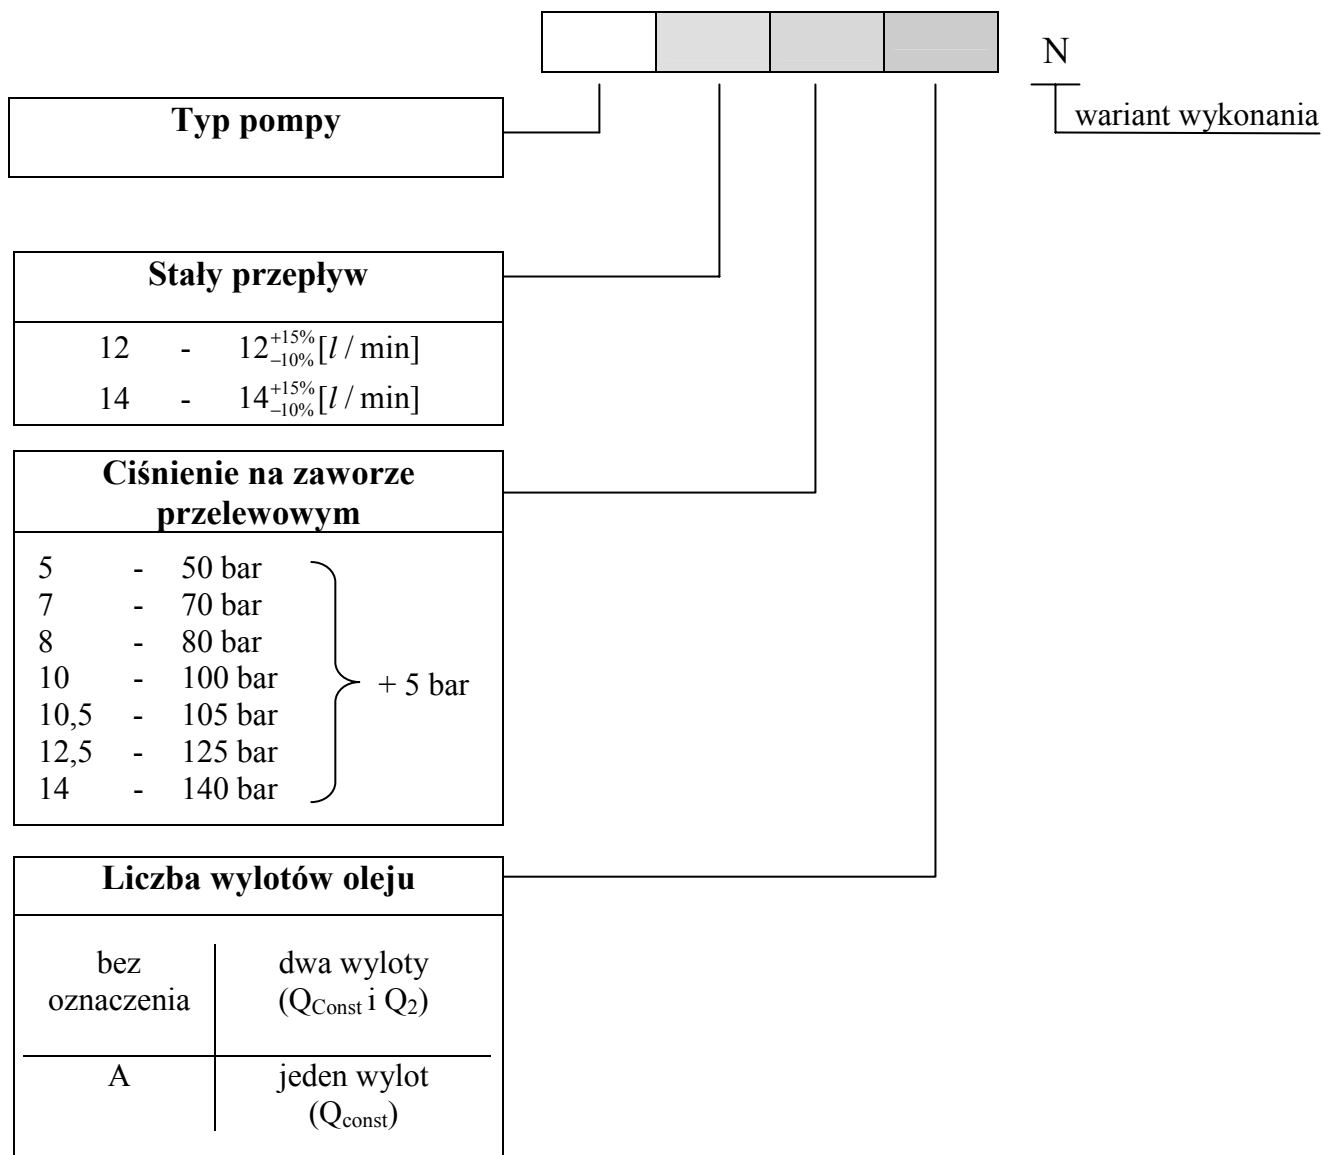 N
wariant wykonania
Typ pompy
Stały przepływ
12 - 12 +15% −10% [l / min]
14 - 14 +15% −10% [l / min]
Ciśnienie na zaworze
przelewowym
5 - 50 bar
7 - 70 bar
8 - 80 bar
10 - 100 bar
10,5 - 105 bar
12,5 - 125 bar
14 - 140 bar
+ 5 bar
Liczba wylotów oleju
bez
oznaczenia
dwa wyloty
(QConst i Q2)
A
jeden wylot
(Qconst)